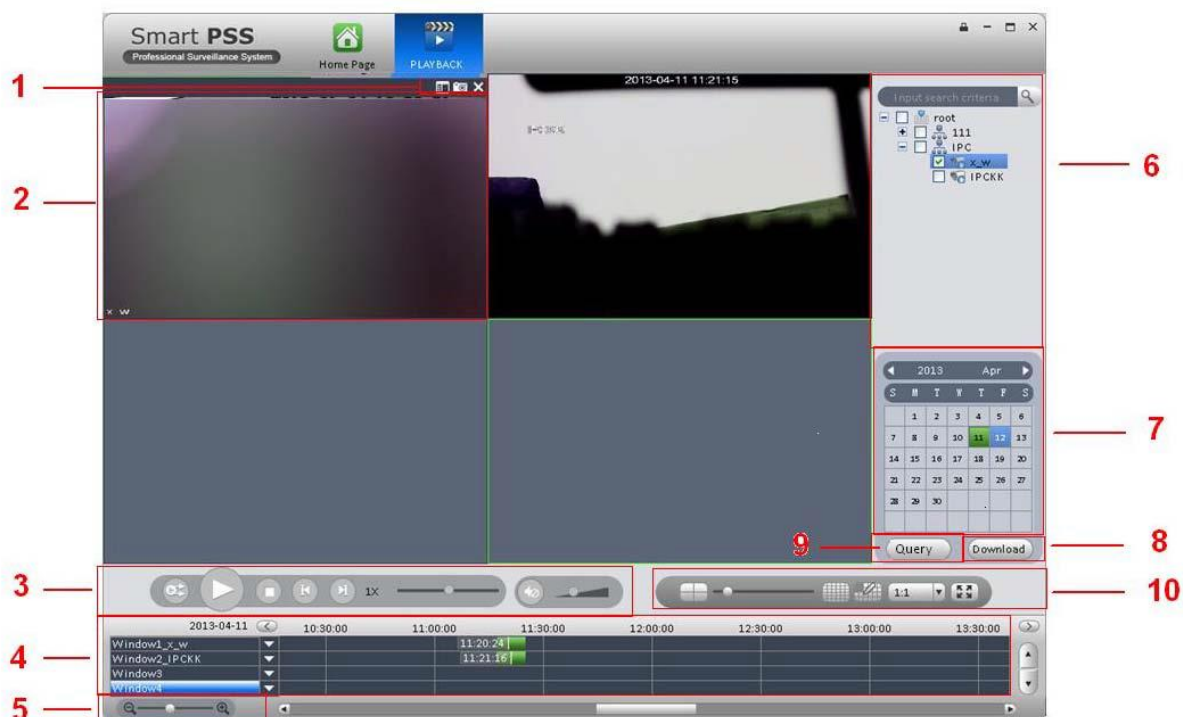 Smart PSS
Professional Surveillance System
Home Page
PLAYBACK
1
2013-04-11 11:21:15
Input search criteria
root
111
IPC
x_w
IPCKK
6
2
x w
2013 Apr
S M T W T F S
1 2 3 4 5 6
7 8 9 10 11 12 13
14 15 16 17 18 19 20
21 22 23 24 25 26 27
28 29 30
7
9
Query
Download
8
3
1X
1:1
10
2013-04-11
10:30:00 11:00:00 11:30:00 12:00:00 12:30:00 13:00:00 13:30:00
4
Window1_x_w
11:20:24
Window2_IPCKK
11:21:16
Window3
Window4
5